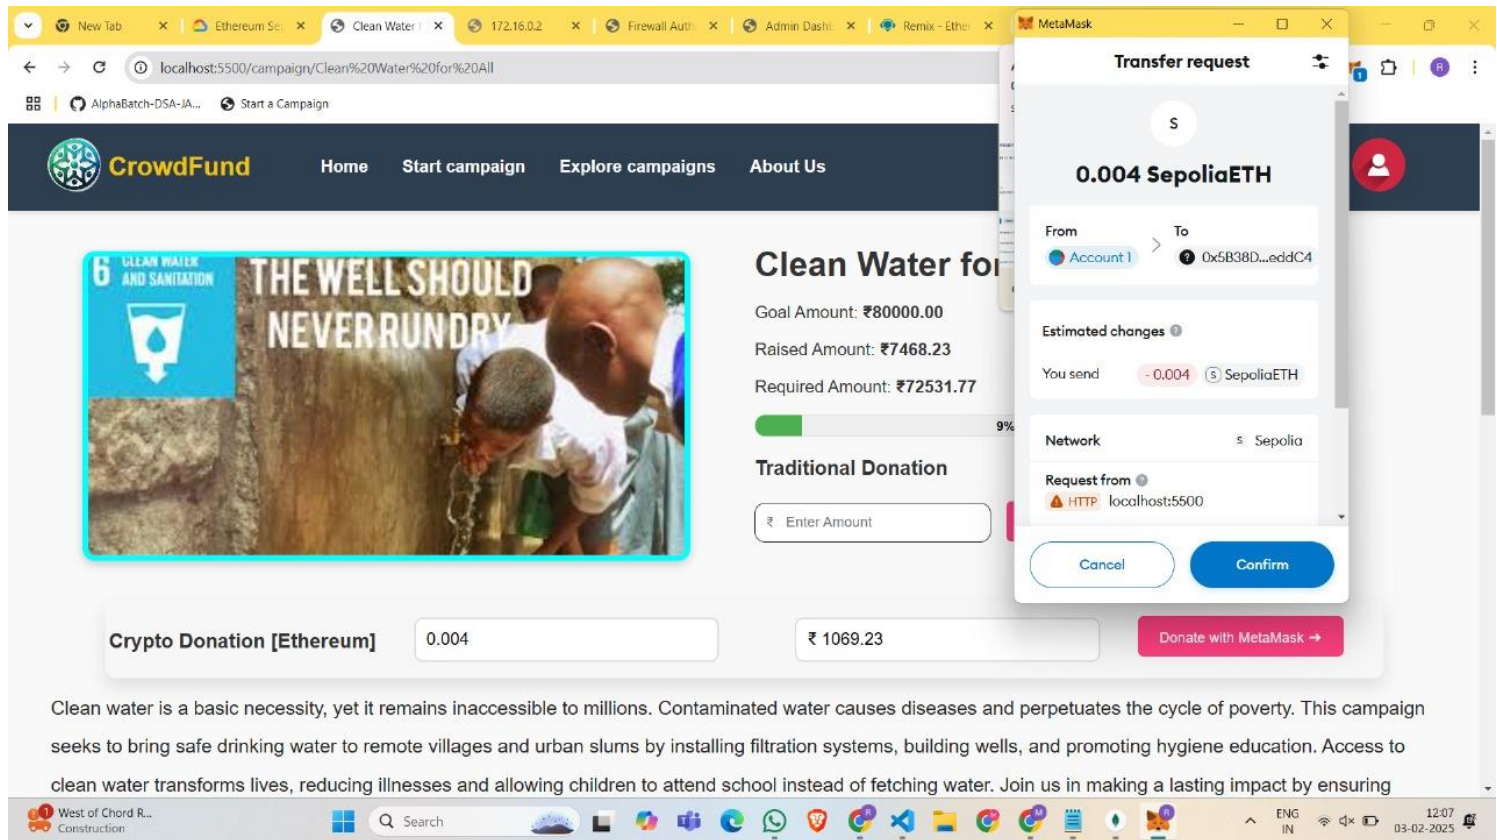 New Tab
Ethereum Se
Clean Water
172.16.0.2
Firewall Auth
Admin Dashb
Remix - Ether
MetaMask
localhost:5500/campaign/Clean%20Water%20for%20All
R
1
AlphaBatch-DSA-JA...
Start a Campaign
Transfer request
S
0.004 SepoliaETH
From
To
Account 1
0x5B38D...eddC4
Estimated changes
You send
- 0.004
S SepoliaETH
Network
S Sepolia
Request from
HTTP localhost:5500
Cancel
Confirm
CrowdFund
Home
Start campaign
Explore campaigns
About Us
6 CLEAN WATER
AND SANITATION
THE WELL SHOULD
NEVER RUN DRY
Clean Water for
Goal Amount: ₹80000.00
Raised Amount: ₹7468.23
Required Amount: ₹72531.77
9%
Traditional Donation
₹ Enter Amount
Crypto Donation [Ethereum]
0.004
₹ 1069.23
Donate with MetaMask →
Clean water is a basic necessity, yet it remains inaccessible to millions. Contaminated water causes diseases and perpetuates the cycle of poverty. This campaign
seeks to bring safe drinking water to remote villages and urban slums by installing filtration systems, building wells, and promoting hygiene education. Access to
clean water transforms lives, reducing illnesses and allowing children to attend school instead of fetching water. Join us in making a lasting impact by ensuring
1
West of Chord R...
Construction
Search
ENG
IN
12:07
03-02-2025